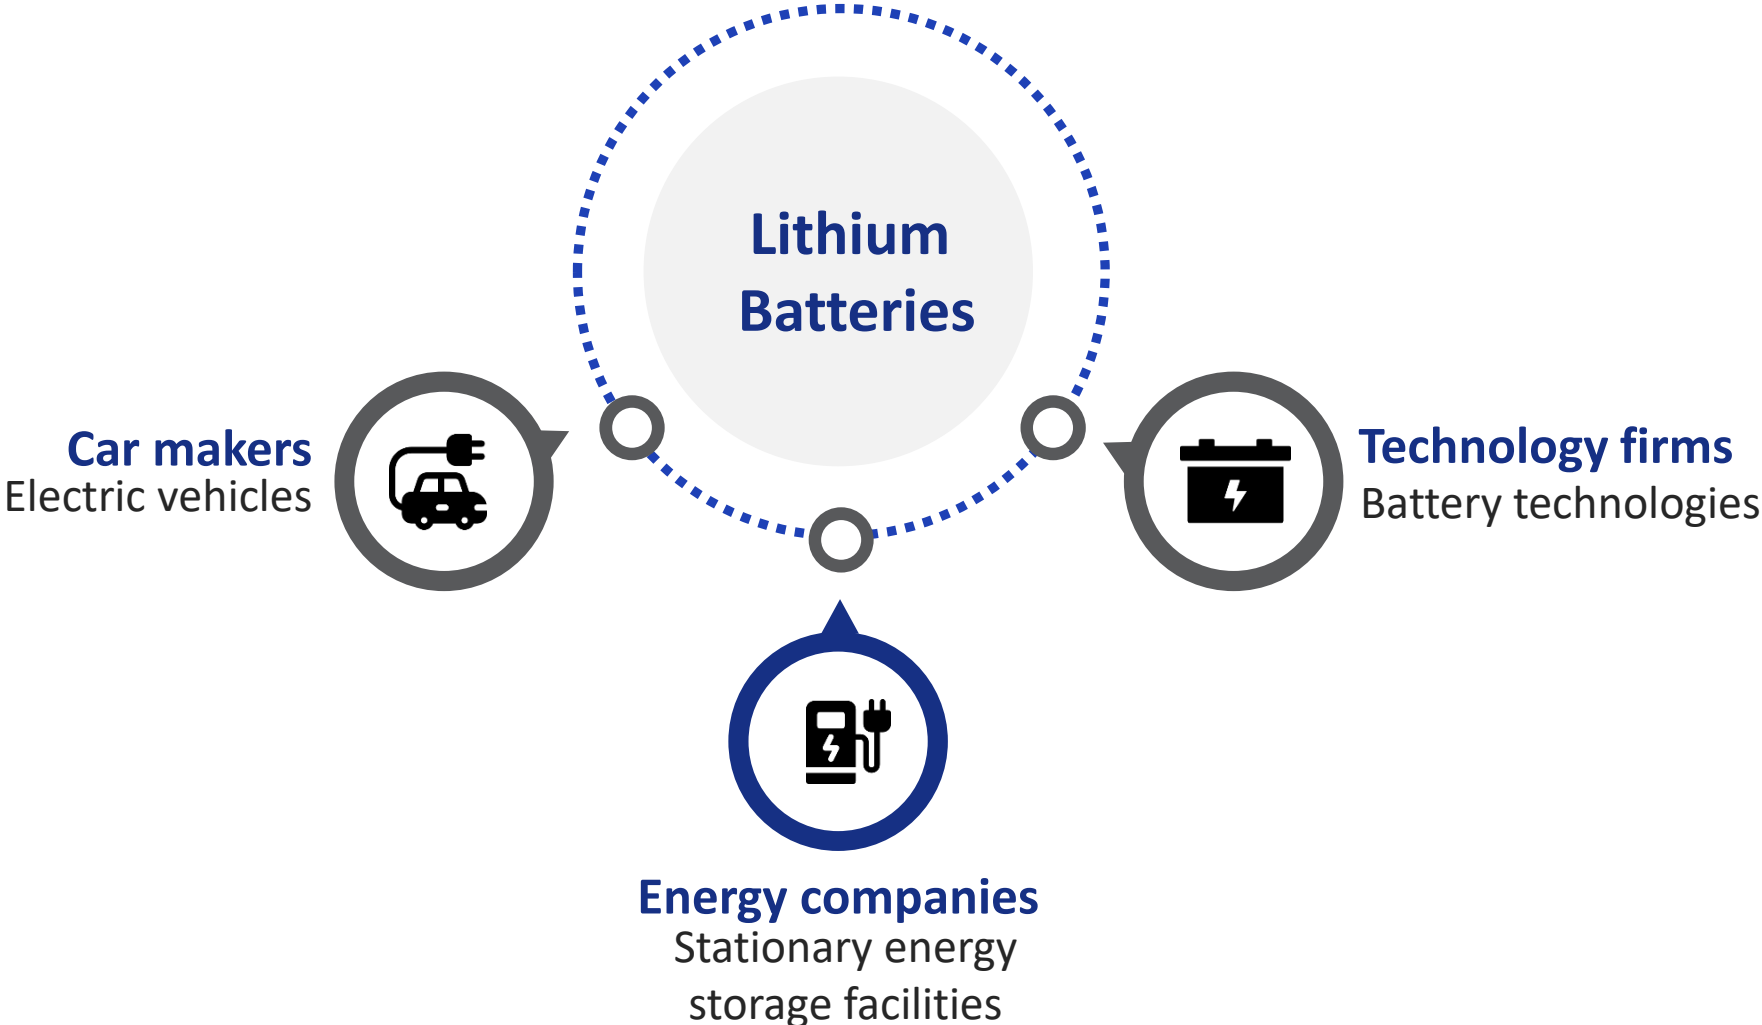 Lithium
Batteries
Car makers
Electric vehicles
Technology firms
Battery technologies
Energy companies
Stationary energy
storage facilities